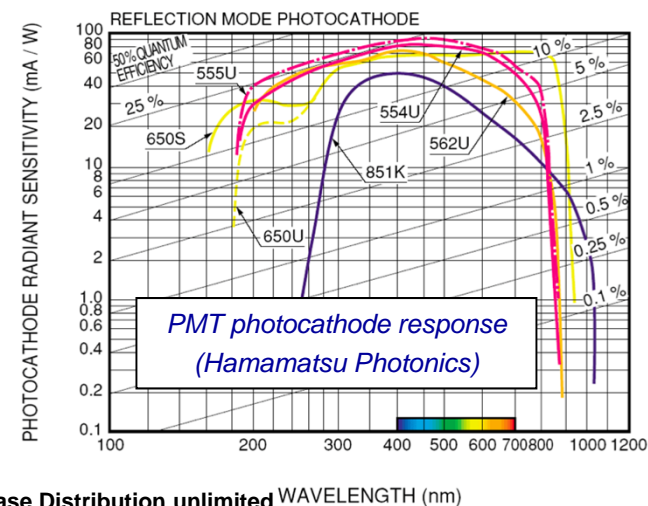 REFLECTION MODE PHOTOCATHODE
PHOTOCATHODE RADIANT SENSITIVITY (mA / W)
100
80
60
40
20
10
8
6
4
2
1.0
0.8
0.6
0.4
0.2
0.1
50% QUANTUM
EFFICIENCY
25 %
10 %
5 %
2.5 %
1 %
0.5 %
0.25 %
0.1 %
555U
650S
554U
562U
851K
650U
PMT photocathode response
(Hamamatsu Photonics)
100 200 300 400 500 600 700 800 1000 1200
ase Distribution unlimited
WAVELENGTH (nm)